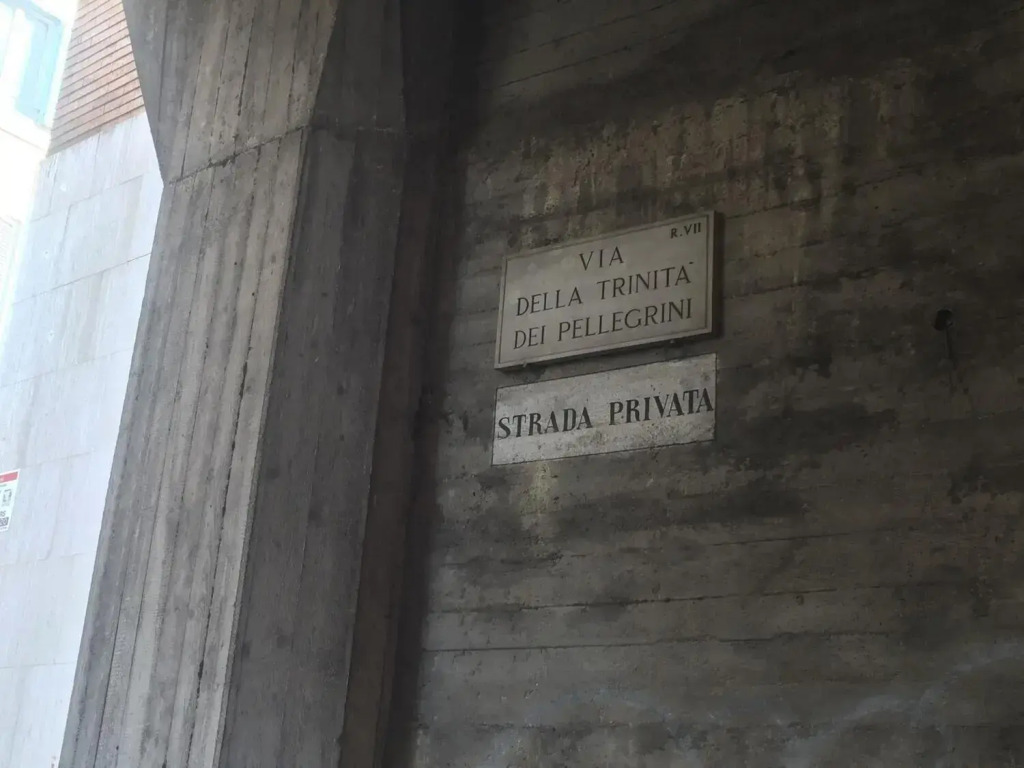 R. VII
VIA
DELLA TRINITA`
DEI PELLEGRINI
STRADA PRIVATA